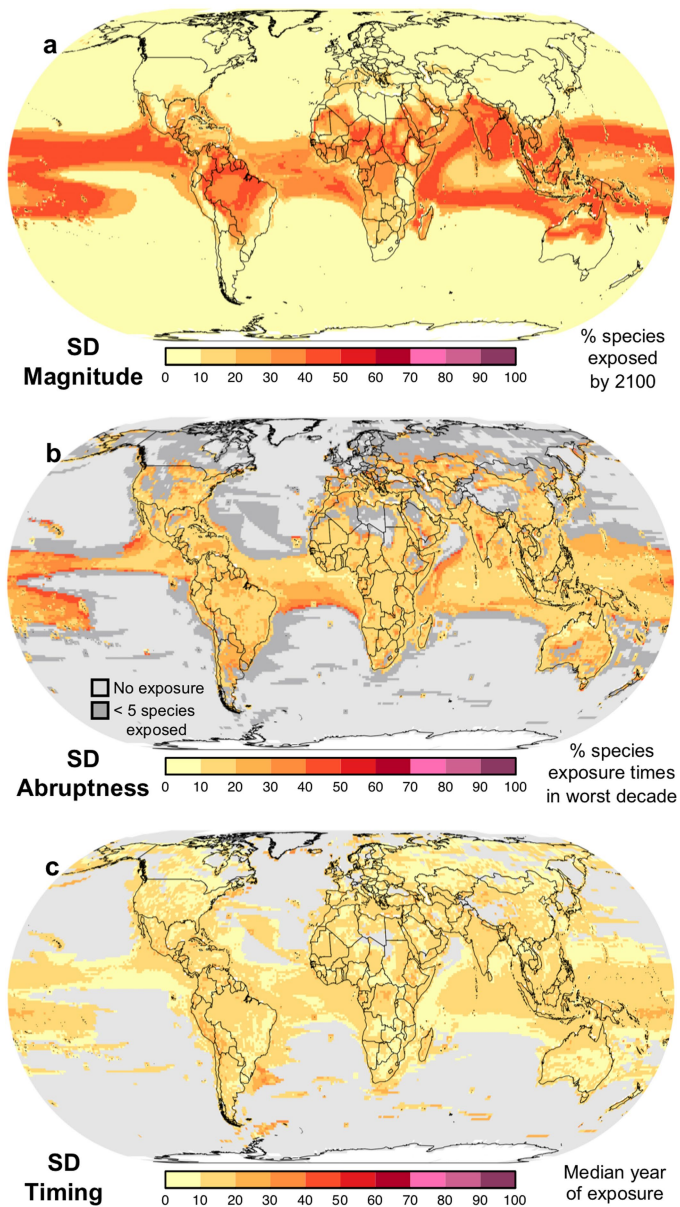 a
SD
Magnitude
0 10 20 30 40 50 60 70 80 90 100
% species
exposed
by 2100
b
No exposure
< 5 species
exposed
SD
Abruptness
0 10 20 30 40 50 60 70 80 90 100
% species
exposure times
in worst decade
c
SD
Timing
0 10 20 30 40 50 60 70 80 90 100
Median year
of exposure